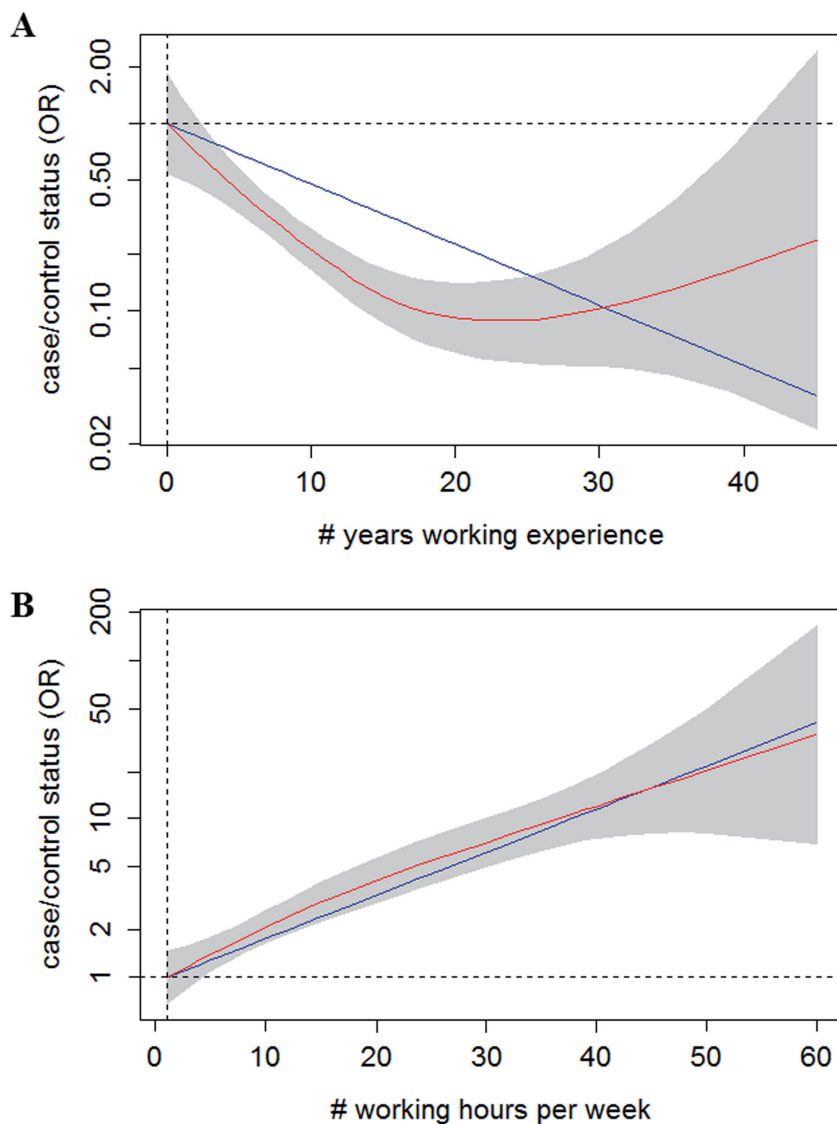 A
case/control status (OR)
2.00
0.50
0.10
0.02
0 10 20 30 40
# years working experience
B
case/control status (OR)
200
50
10
5
2
1
0 10 20 30 40 50 60
# working hours per week